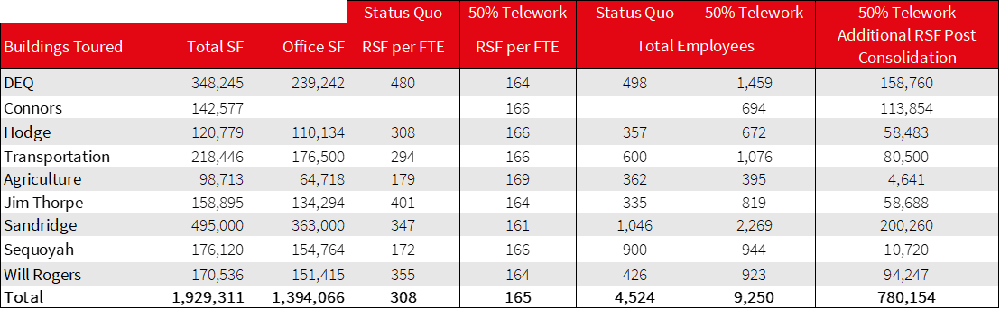 Status Quo 50% Telework Status Quo 50% Telework 50% Telework
Buildings Toured Total SF Office SF RSF per FTE RSF per FTE Total Employees Additional RSF Post Consolidation
DEQ 348,245 239,242 480 164 498 1,459 158,760
Connors 142,577 166 694 113,854
Hodge 120,779 110,134 308 166 357 672 58,483
Transportation 218,446 176,500 294 166 600 1,076 80,500
Agriculture 98,713 64,718 179 169 362 395 4,641
Jim Thorpe 158,895 134,294 401 164 335 819 58,688
Sandridge 495,000 363,000 347 161 1,046 2,269 200,260
Sequoyah 176,120 154,764 172 166 900 944 10,720
Will Rogers 170,536 151,415 355 164 426 923 94,247
Total 1,929,311 1,394,066 308 165 4,524 9,250 780,154